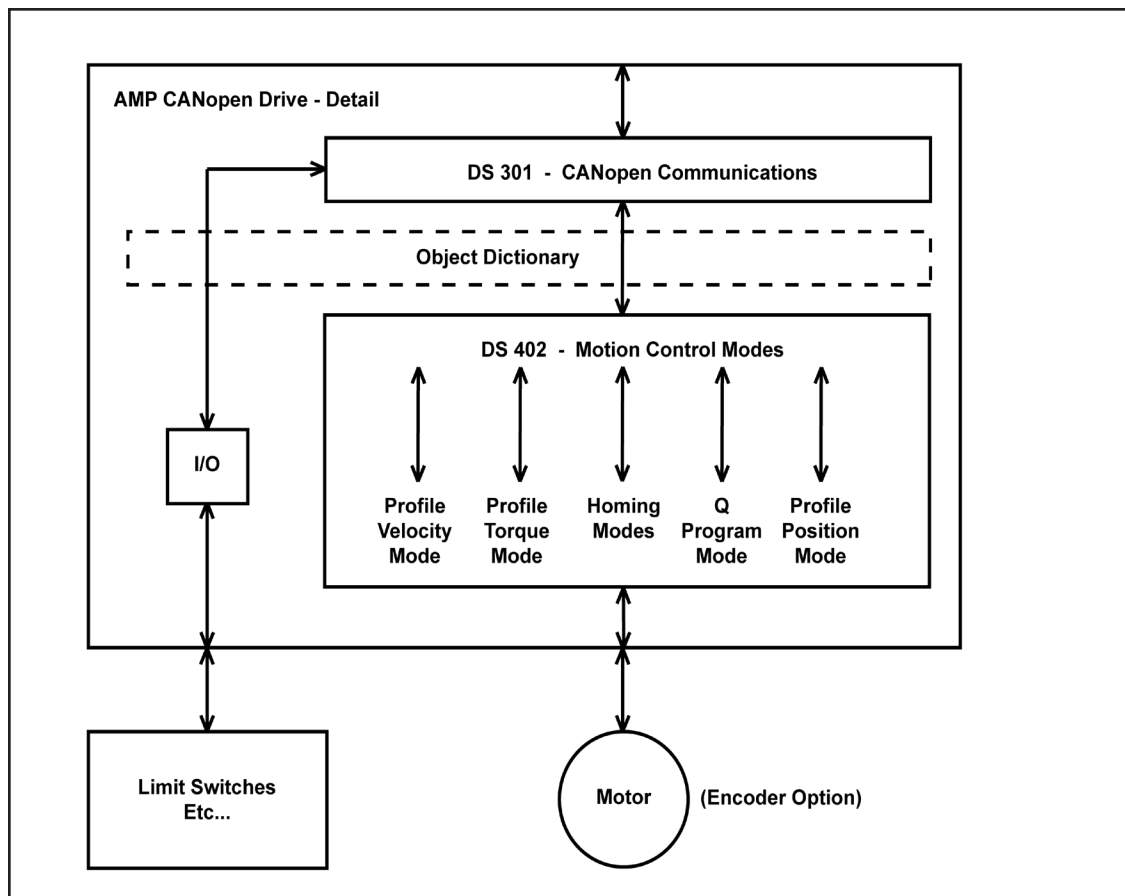 AMP CANopen Drive - Detail
DS 301 - CANopen Communications
Object Dictionary
DS 402 - Motion Control Modes
I/O
Profile
Velocity
Mode
Profile
Torque
Mode
Homing
Modes
Q
Program
Mode
Profile
Position
Mode
Limit Switches
Etc...
Motor
(Encoder Option)